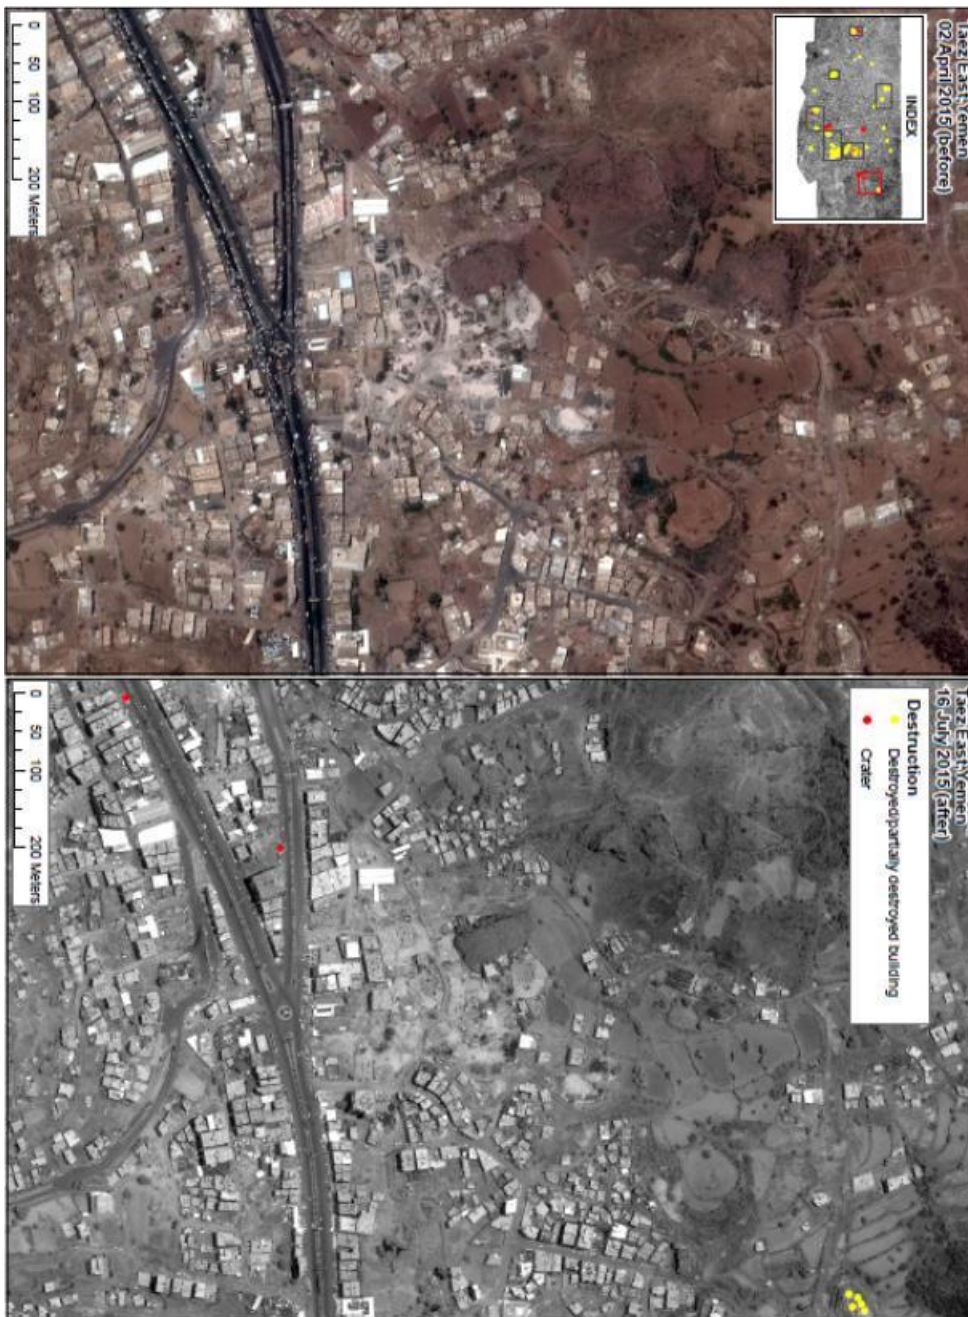 Taez East Yemen
02 April 2015 (before)
INDEX
0 50 100 200 Meters
Taez East Yemen
16 July 2015 (after)
Destruction
Destroyed/partially destroyed building
Crater
0 50 100 200 Meters